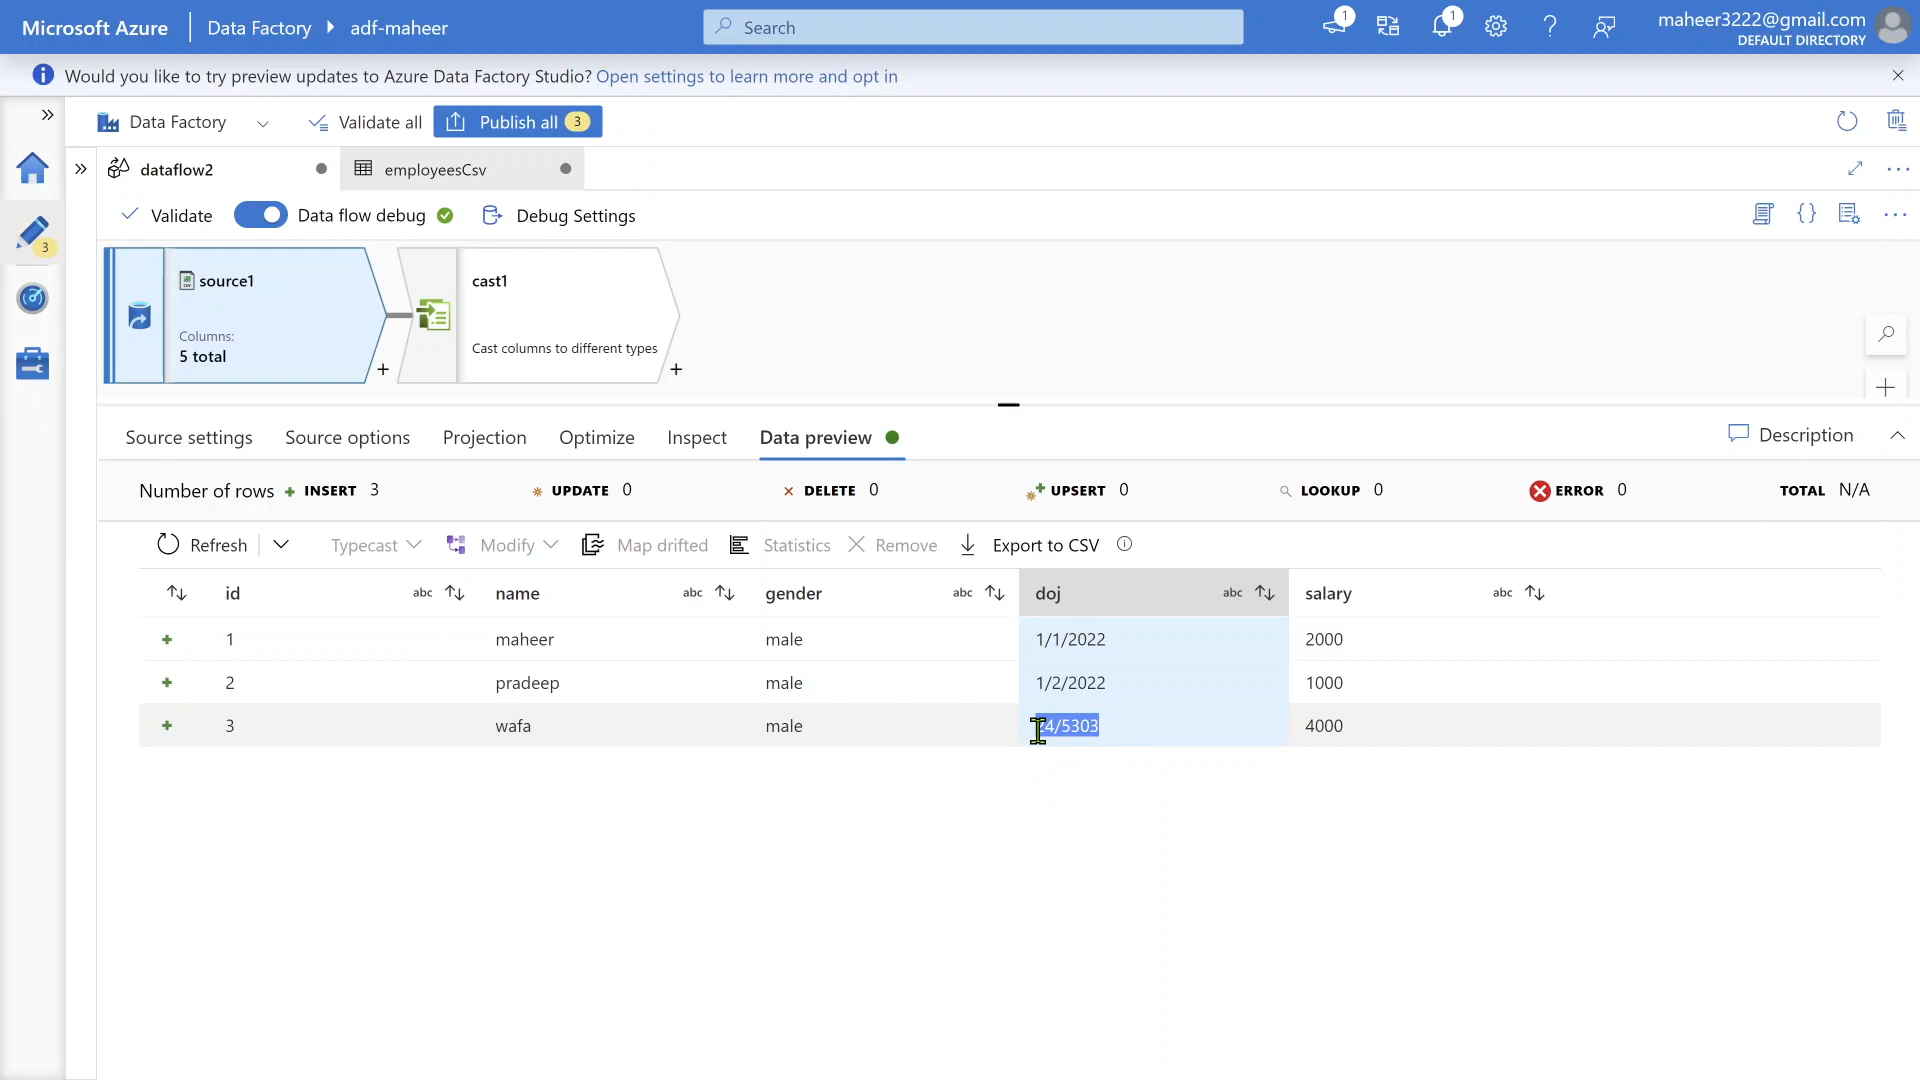 Microsoft Azure Data Factory adf-maheer Search 1 1 maheer3222@gmail.com
DEFAULT DIRECTORY
Would you like to try preview updates to Azure Data Factory Studio? Open settings to learn more and opt in
Data Factory Validate all Publish all 3
dataflow2 employeesCsv
Validate Data flow debug Debug Settings
3
source1
Columns:
5 total
cast1
Cast columns to different types
Source settings Source options Projection Optimize Inspect Data preview Description
Number of rows INSERT 3 UPDATE 0 DELETE 0 UPSERT 0 LOOKUP 0 ERROR 0 TOTAL N/A
Refresh Typecast Modify Map drifted Statistics Remove Export to CSV
id abc name abc gender abc doj abc salary abc
1 maheer male 1/1/2022 2000
2 pradeep male 1/2/2022 1000
3 wafa male 4000